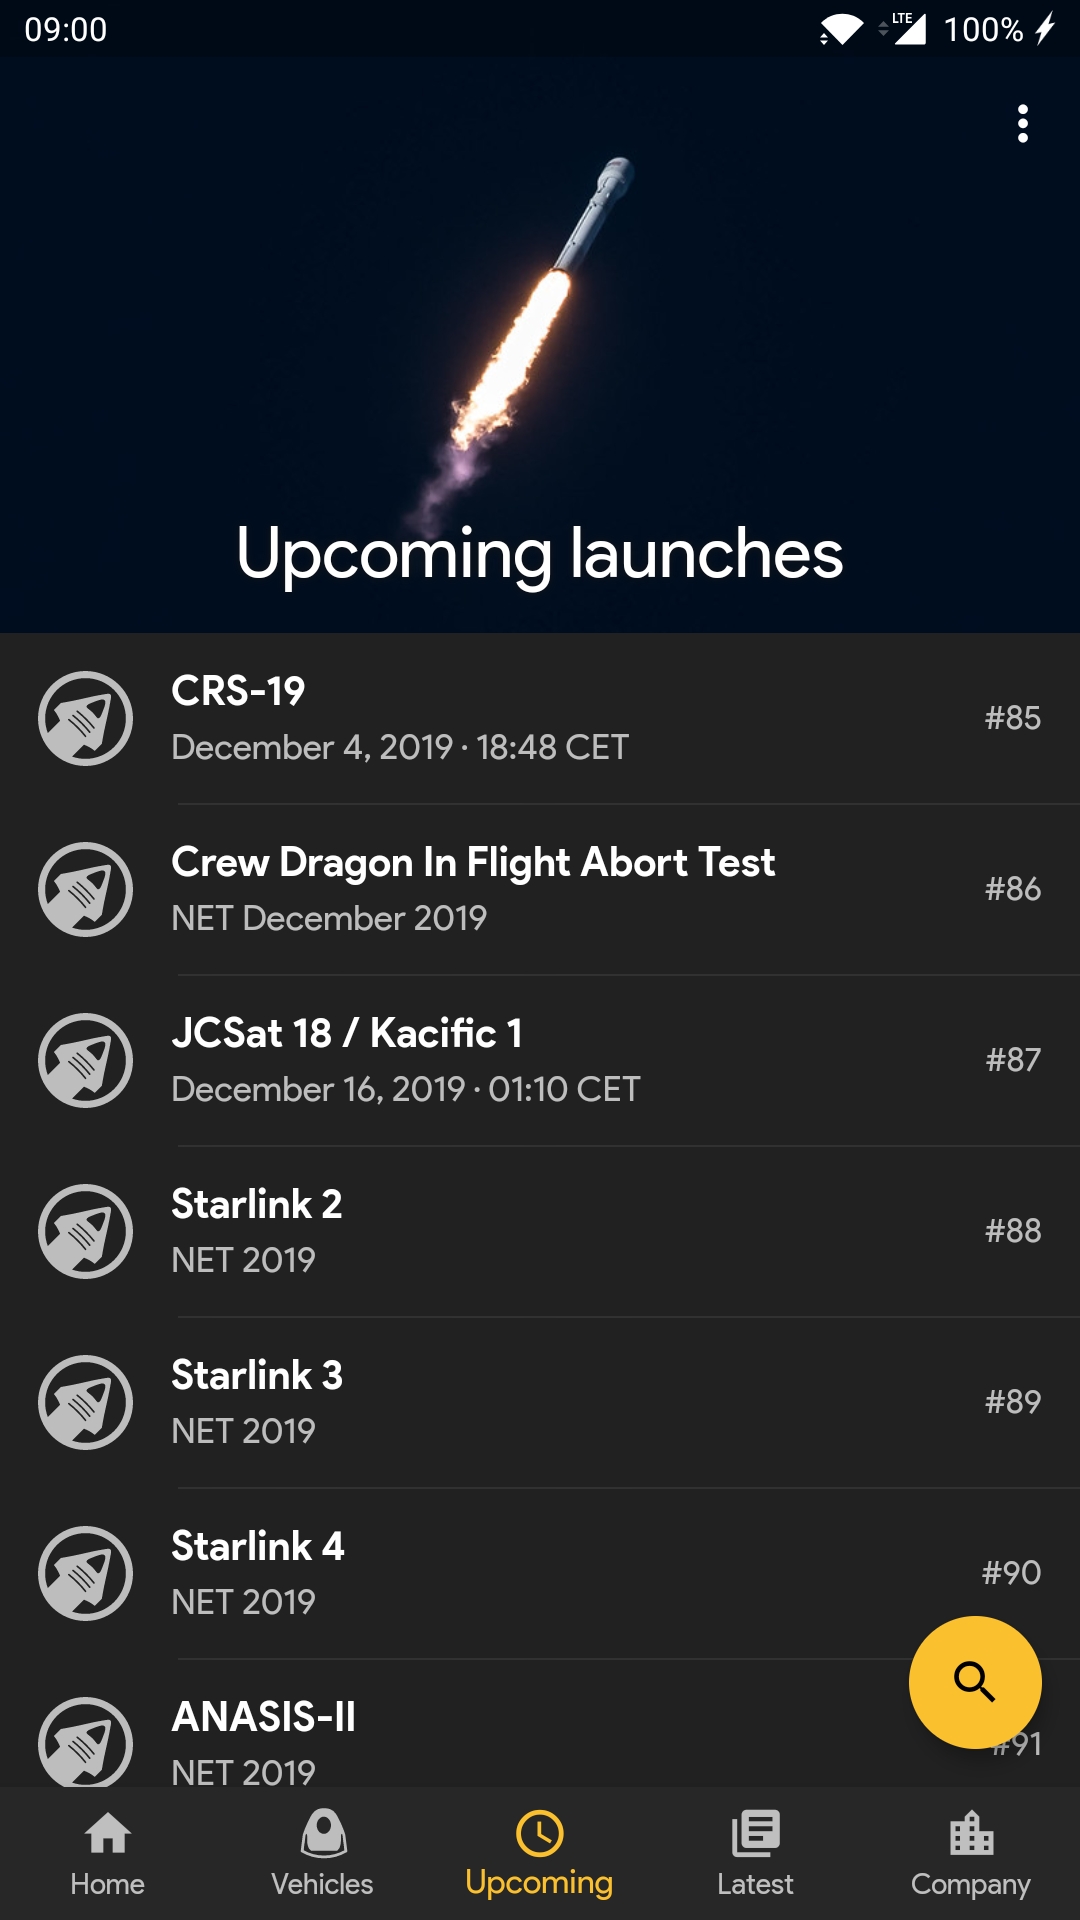 09:00 LTE 100%
Upcoming launches
CRS-19
December 4, 2019 · 18:48 CET
#85
Crew Dragon In Flight Abort Test
NET December 2019
#86
JCSat 18 / Kacific 1
December 16, 2019 · 01:10 CET
#87
Starlink 2
NET 2019
#88
Starlink 3
NET 2019
#89
Starlink 4
NET 2019
#90
ANASIS-II
NET 2019
#91
Home Vehicles Upcoming Latest Company